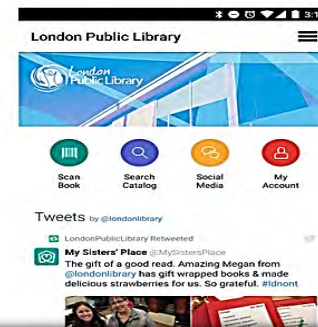 3:1
London Public Library
London
Public Library
Scan
Book
Search
Catalog
Social
Media
My
Account
Tweets by @londonlibrary
LondonPublicLibrary Retweeted
My Sisters' Place @MySistersPlace
The gift of a good read. Amazing Megan from
@londonlibrary has gift wrapped books & made
delicious strawberries for us. So grateful. #ldnont